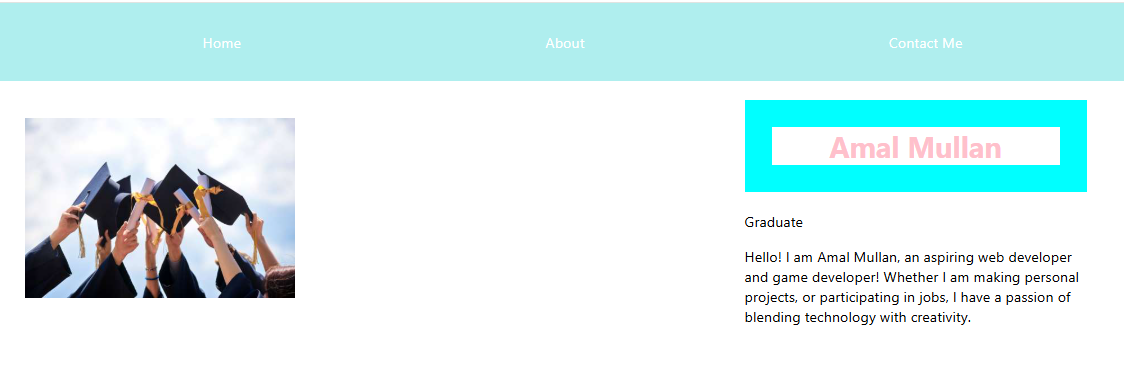 Home
About
Contact Me
Amal Mullan
Graduate
Hello! I am Amal Mullan, an aspiring web developer
and game developer! Whether I am making personal
projects, or participating in jobs, I have a passion of
blending technology with creativity.